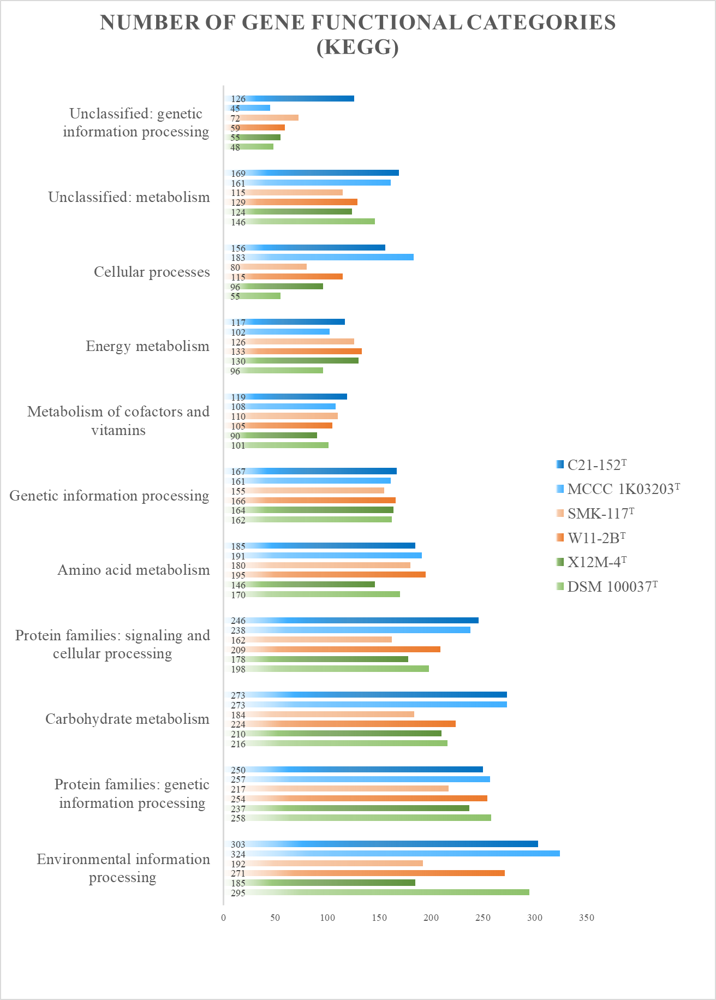 NUMBER OF GENE FUNCTIONAL CATEGORIES
(KEGG)
Unclassified: genetic
information processing
126
45
72
59
55
48
Unclassified: metabolism
169
161
115
129
124
146
Cellular processes
156
183
80
115
96
55
Energy metabolism
117
102
126
133
130
96
Metabolism of cofactors and
vitamins
119
108
110
105
90
101
Genetic information processing
167
161
155
166
164
162
Amino acid metabolism
185
191
180
195
146
170
Protein families: signaling and
cellular processing
246
238
162
209
178
198
Carbohydrate metabolism
273
273
184
224
210
216
Protein families: genetic
information processing
250
257
217
254
237
258
Environmental information
processing
303
324
192
271
185
295
0 50 100 150 200 250 300 350
C21-152ᵀ
MCCC 1K03203ᵀ
SMK-117ᵀ
W11-2Bᵀ
X12M-4ᵀ
DSM 100037ᵀ